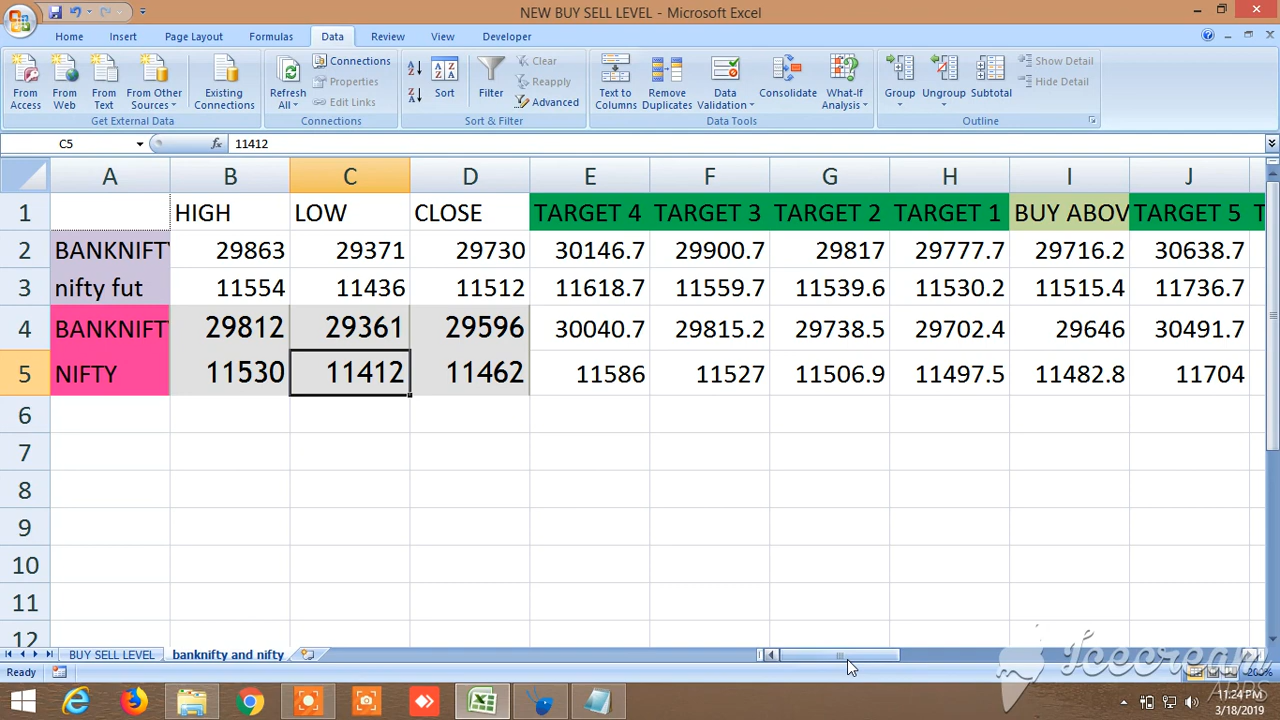 NEW BUY SELL LEVEL - Microsoft Excel
Home Insert Page Layout Formulas Data Review View Developer
From Access
From Web
From Text
From Other Sources
Existing Connections
Get External Data
Refresh All
Connections
Properties
Edit Links
Connections
Sort
Filter
Clear
Reapply
Advanced
Sort & Filter
Text to Columns
Remove Duplicates
Data Validation
Consolidate
What-If Analysis
Data Tools
Group
Ungroup
Subtotal
Show Detail
Hide Detail
Outline
C5 fx 11412
A B C D E F G H I J
1 HIGH LOW CLOSE TARGET 4 TARGET 3 TARGET 2 TARGET 1 BUY ABOV TARGET 5 T
2 BANKNIFTY 29863 29371 29730 30146.7 29900.7 29817 29777.7 29716.2 30638.7
3 nifty fut 11554 11436 11512 11618.7 11559.7 11539.6 11530.2 11515.4 11736.7
4 BANKNIFTY 29812 29361 29596 30040.7 29815.2 29738.5 29702.4 29646 30491.7
5 NIFTY 11530 11412 11462 11586 11527 11506.9 11497.5 11482.8 11704
6
7
8
9
10
11
12
BUY SELL LEVEL banknifty and nifty
Ready 200%
Icecream
APPS
11:24 PM
3/18/2019